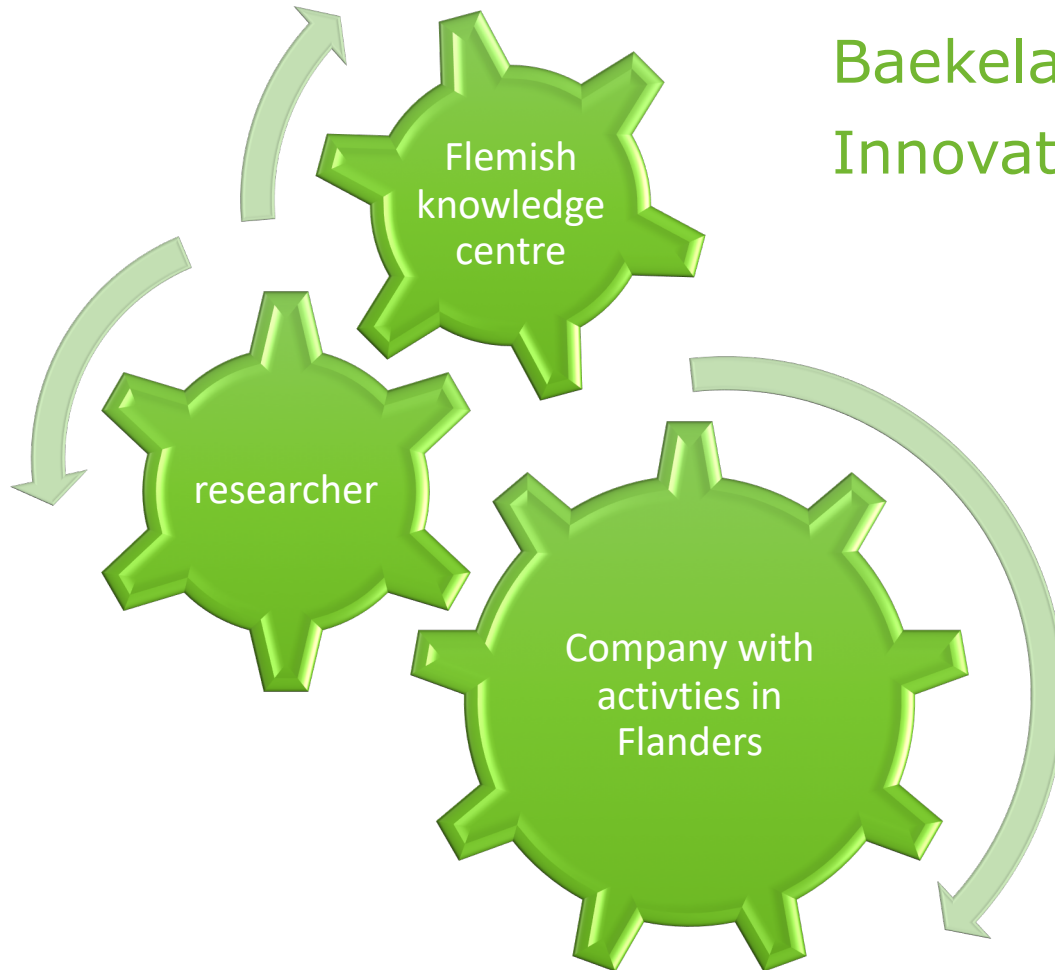 Baekela
Innovat
Flemish
knowledge
centre
researcher
Company with
activties in
Flanders